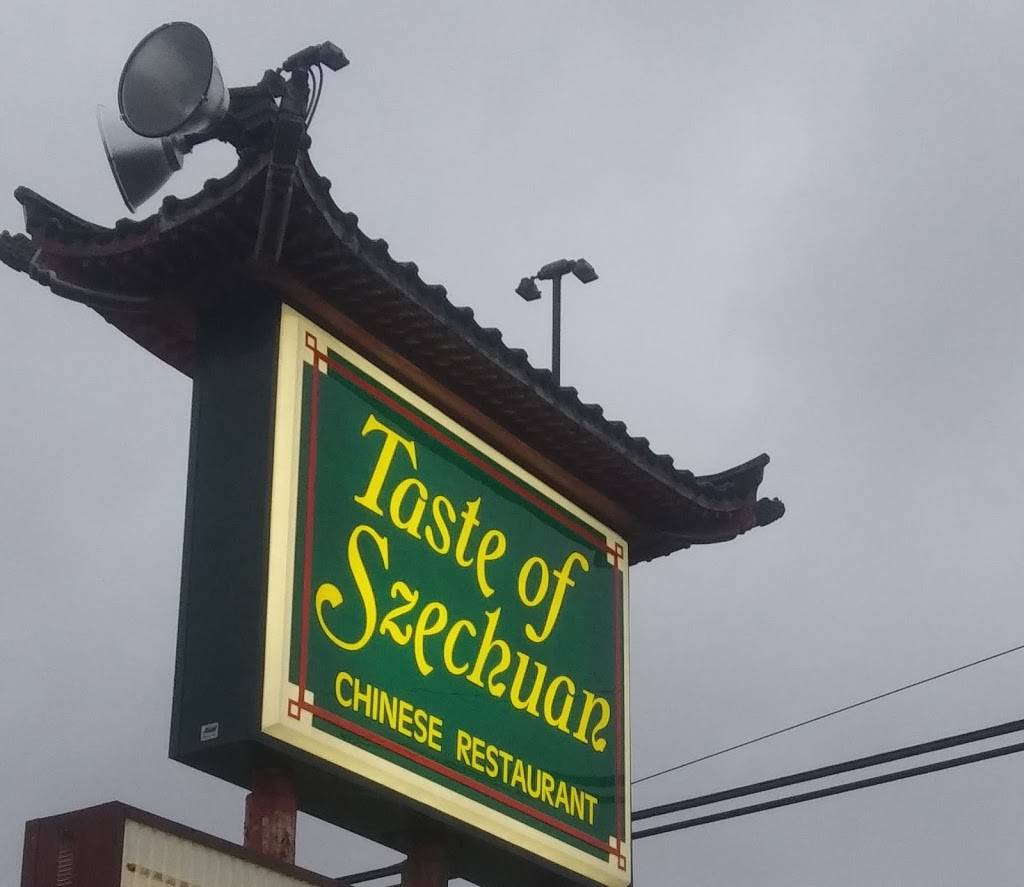 Taste of
Szechuan
CHINESE RESTAURANT